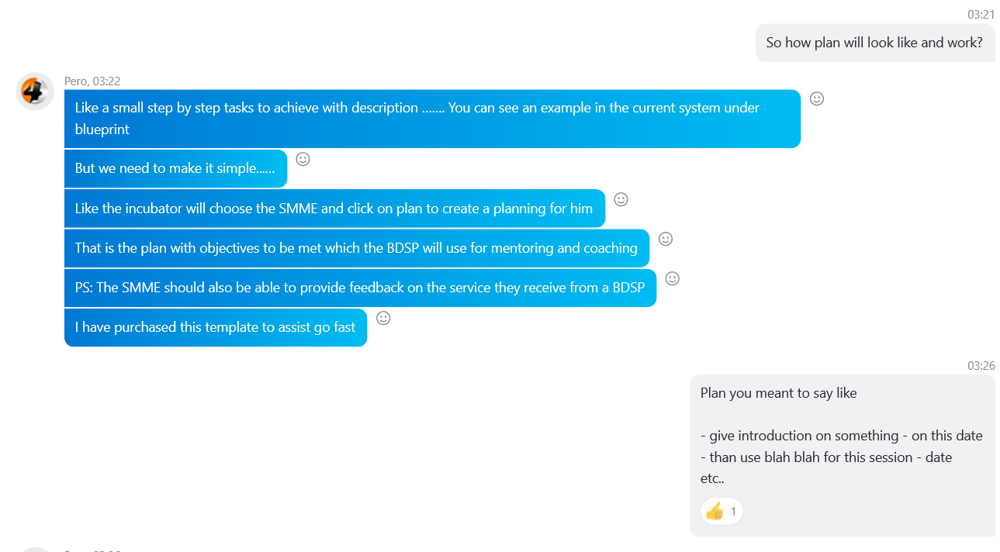 03:21
So how plan will look like and work?
Pero, 03:22
Like a small step by step tasks to achieve with description ....... You can see an example in the current system under
blueprint
But we need to make it simple......
Like the incubator will choose the SMME and click on plan to create a planning for him
That is the plan with objectives to be met which the BDSP will use for mentoring and coaching
PS: The SMME should also be able to provide feedback on the service they receive from a BDSP
I have purchased this template to assist go fast
03:26
Plan you meant to say like
- give introduction on something - on this date
- than use blah blah for this session - date
etc..
1